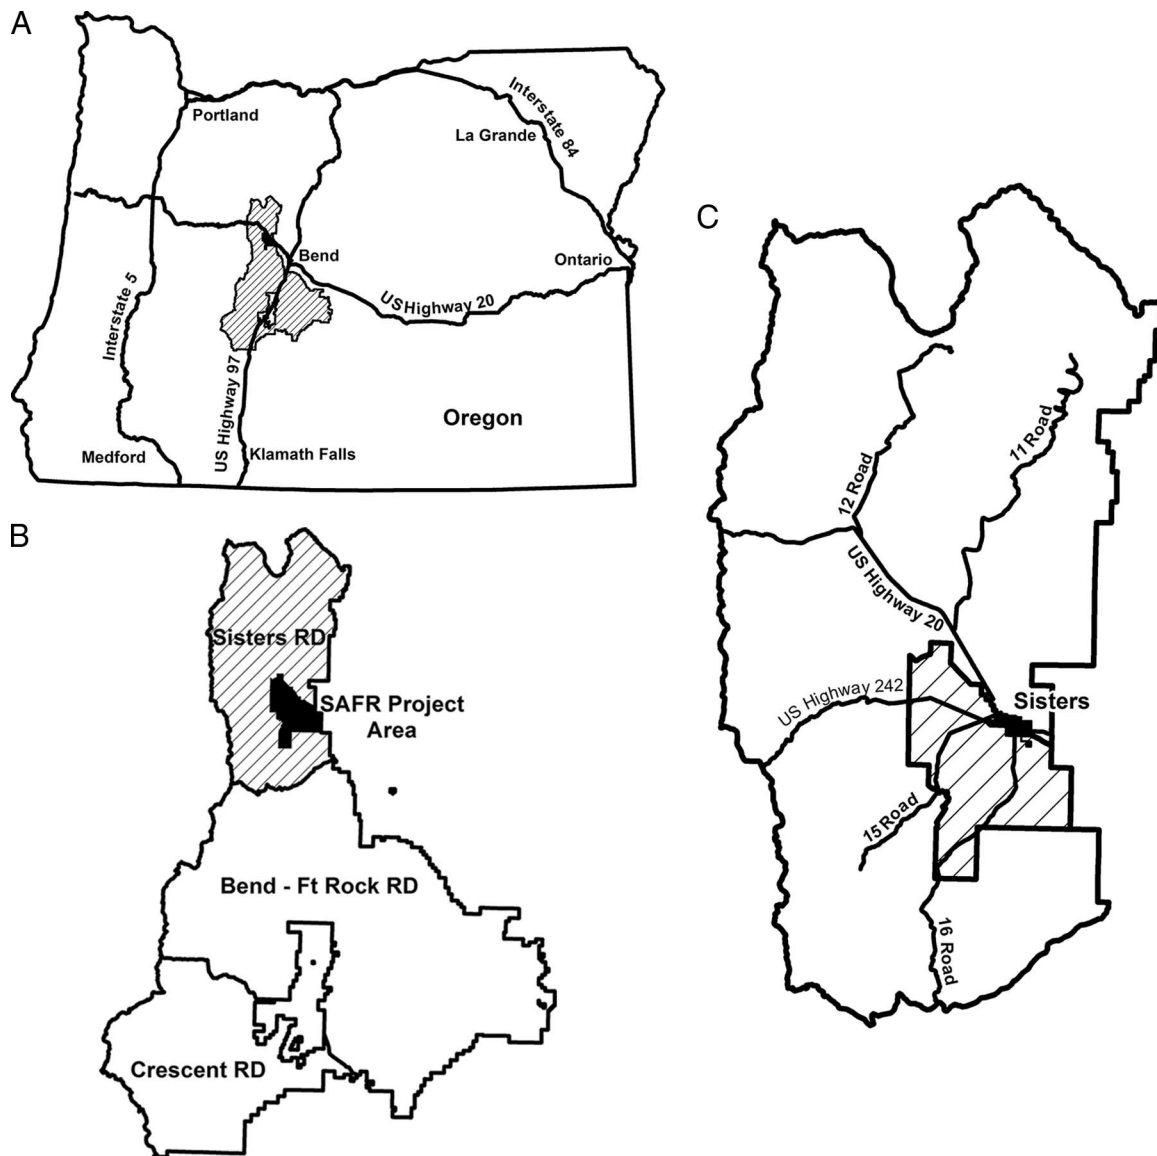 A
Portland
La Grande
Interstate 84
Bend
Ontario
Interstate 5
US Highway 20
US Highway 97
Oregon
Medford
Klamath Falls
B
Sisters RD
SAFR Project
Area
Bend - Ft Rock RD
Crescent RD
C
11 Road
12 Road
US Highway 20
US Highway 242
Sisters
15 Road
16 Road